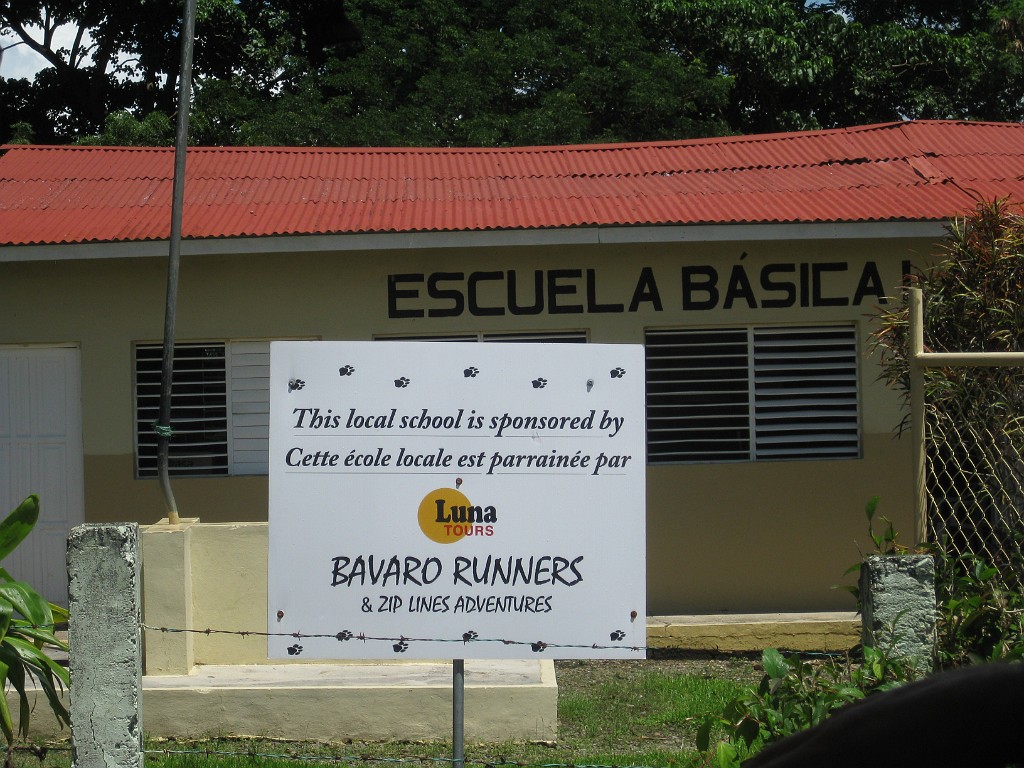 ESCUELA BÁSICA
This local school is sponsored by
Cette école locale est parrainée par
Luna
TOURS
BAVARO RUNNERS
& ZIP LINES ADVENTURES